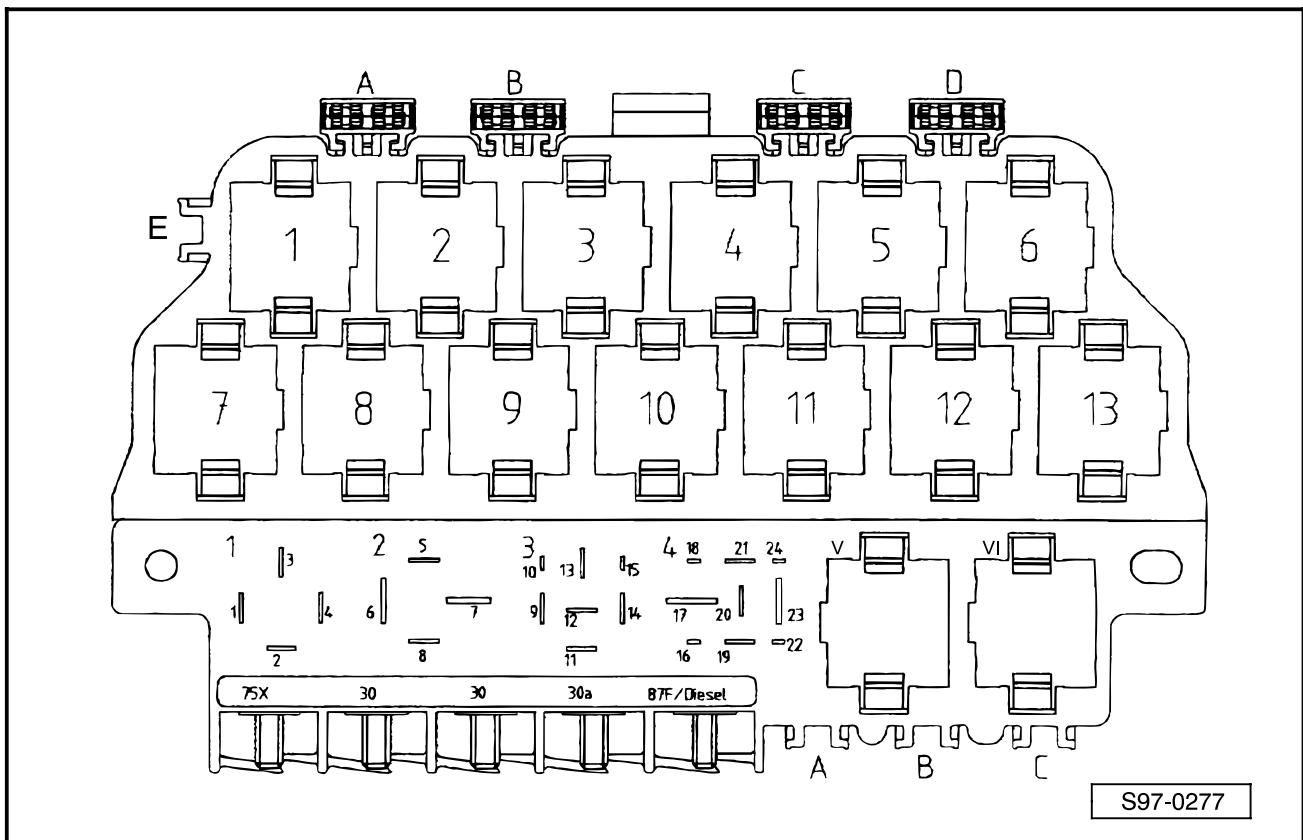 A B C D
E
1 2 3 4 5 6
7 8 9 10 11 12 13
1 2 3 4 V VI
3 5 10 13 15 18 21 24
1 4 6 7 9 12 14 17 20 23
2 8 11 16 19 22
75X 30 30 30a 87F/Diesel
A B C
S97-0277